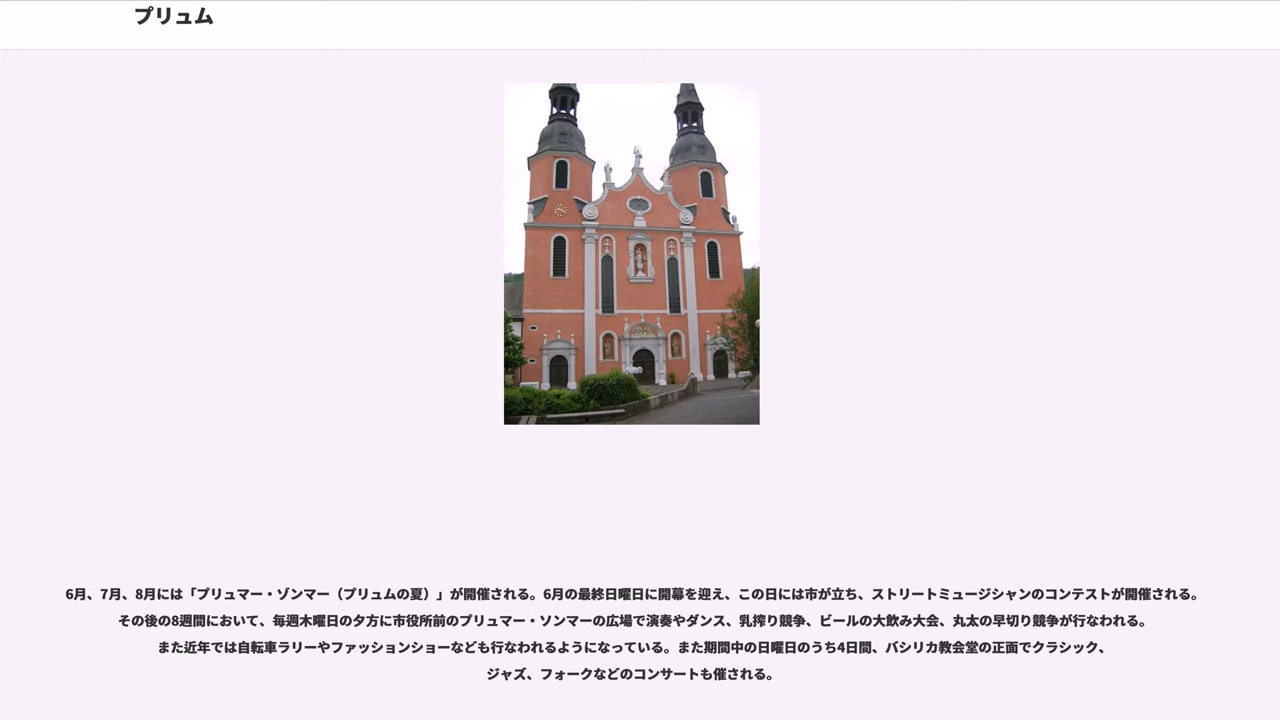 プリュム
6月、7月、8月には「プリュマー・ゾンマー（プリュムの夏）」が開催される。6月の最終日曜日に開幕を迎え、この日には市が立ち、ストリートミュージシャンのコンテストが開催される。
その後の8週間において、毎週木曜日の夕方に市役所前のプリュマー・ソンマーの広場で演奏やダンス、乳搾り競争、ビールの大飲み大会、丸太の早切り競争が行なわれる。
また近年では自転車ラリーやファッションショーなども行なわれるようになっている。また期間中の日曜日のうち4日間、バシリカ教会堂の正面でクラシック、
ジャズ、フォークなどのコンサートも催される。